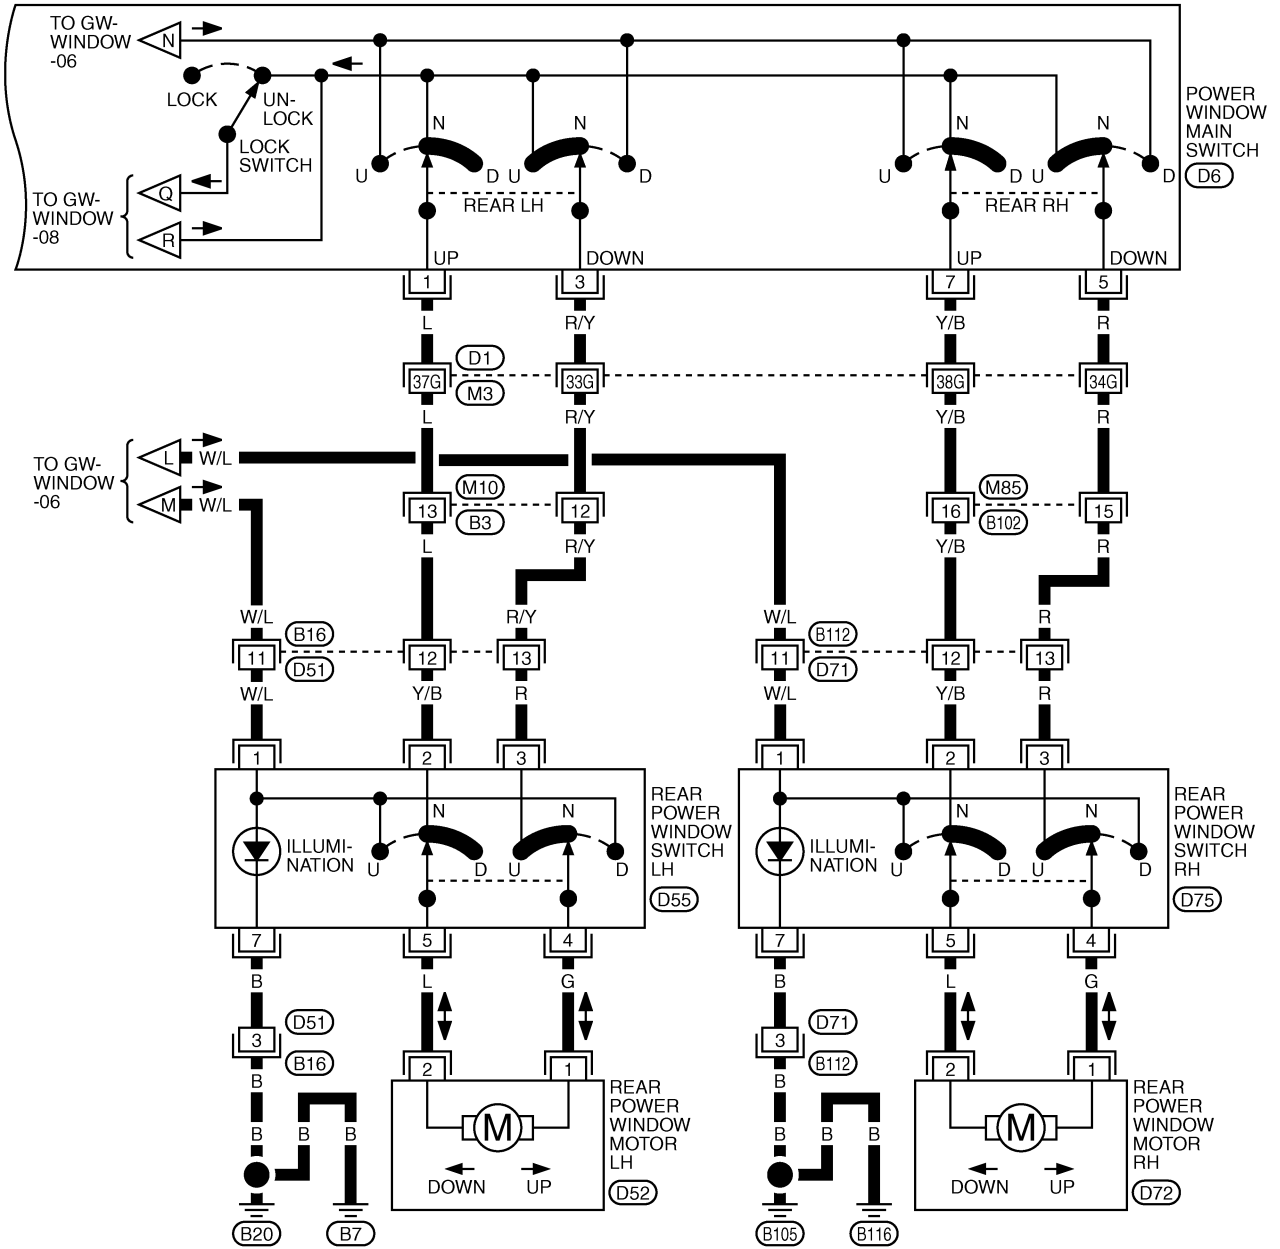 TO GW-
WINDOW
-06
N
LOCK
UN-
LOCK
LOCK
SWITCH
Q
R
TO GW-
WINDOW
-08
U
N
D
U
N
D
REAR LH
UP
DOWN
U
N
D
U
N
D
REAR RH
UP
DOWN
POWER
WINDOW
MAIN
SWITCH
D6
1
3
7
5
L
R/Y
Y/B
R
37G
D1
M3
33G
38G
34G
L
R/Y
Y/B
R
TO GW-
WINDOW
-06
L
W/L
M
W/L
13
M10
B3
12
16
M85
B102
15
L
R/Y
Y/B
R
W/L
R/Y
W/L
R
11
B16
D51
12
13
11
B112
D71
12
13
W/L
Y/B
R
W/L
Y/B
R
1
2
3
1
2
3
ILLUMI-
NATION
U
N
D
U
N
D
REAR
POWER
WINDOW
SWITCH
LH
D55
ILLUMI-
NATION
U
N
D
U
N
D
REAR
POWER
WINDOW
SWITCH
RH
D75
7
5
4
7
5
4
B
L
G
B
L
G
3
D51
B16
3
D71
B112
B
B
2
1
2
1
B
B
B
M
DOWN
UP
REAR
POWER
WINDOW
MOTOR
LH
D52
B
B
B
M
DOWN
UP
REAR
POWER
WINDOW
MOTOR
RH
D72
B20
B7
B105
B116